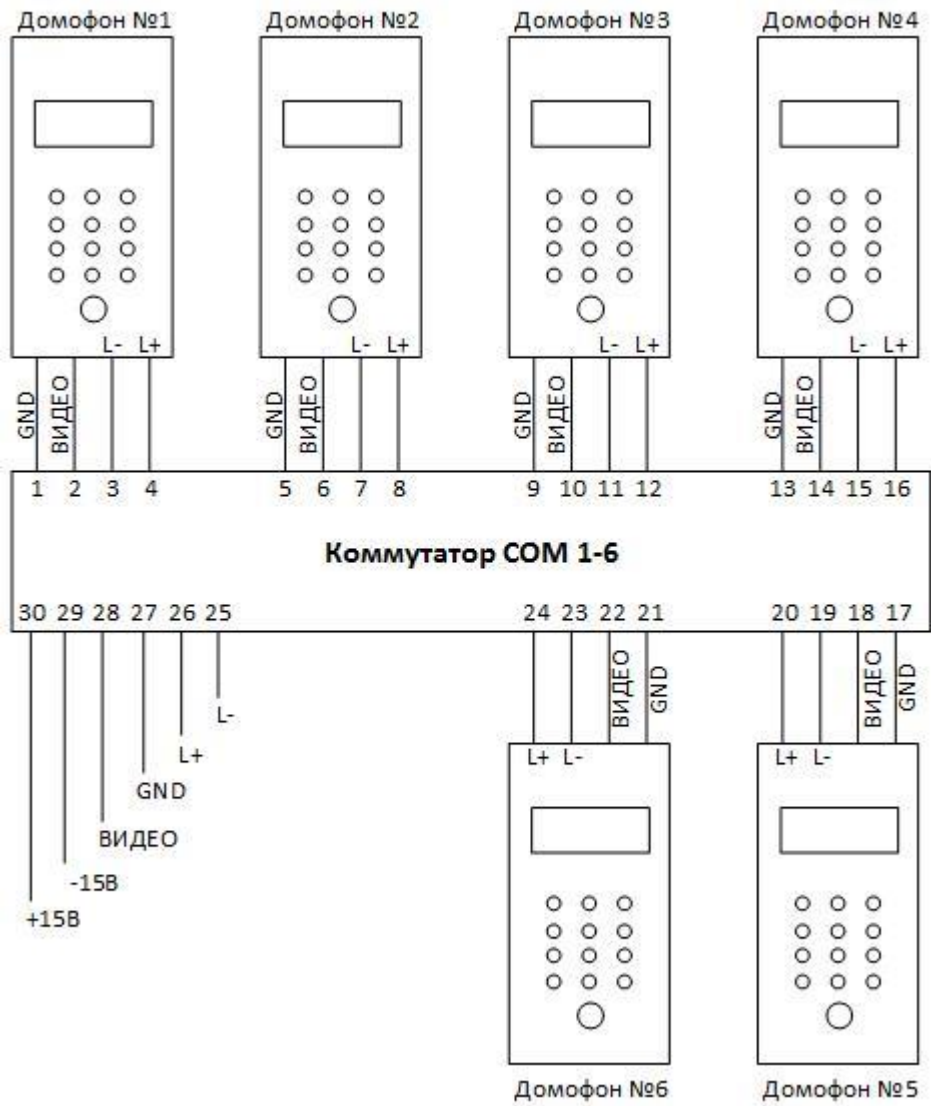 Домофон №1 Домофон №2 Домофон №3 Домофон №4
L- L+ L- L+ L- L+ L- L+
GND ВИДЕО GND ВИДЕО GND ВИДЕО GND ВИДЕО
1 2 3 4 5 6 7 8 9 10 11 12 13 14 15 16
Коммутатор COM 1-6
30 29 28 27 26 25 24 23 22 21 20 19 18 17
ВИДЕО GND ВИДЕО GND
L-
L+ L+ L- L+ L-
GND
ВИДЕО
-15В
+15В
Домофон №6 Домофон №5